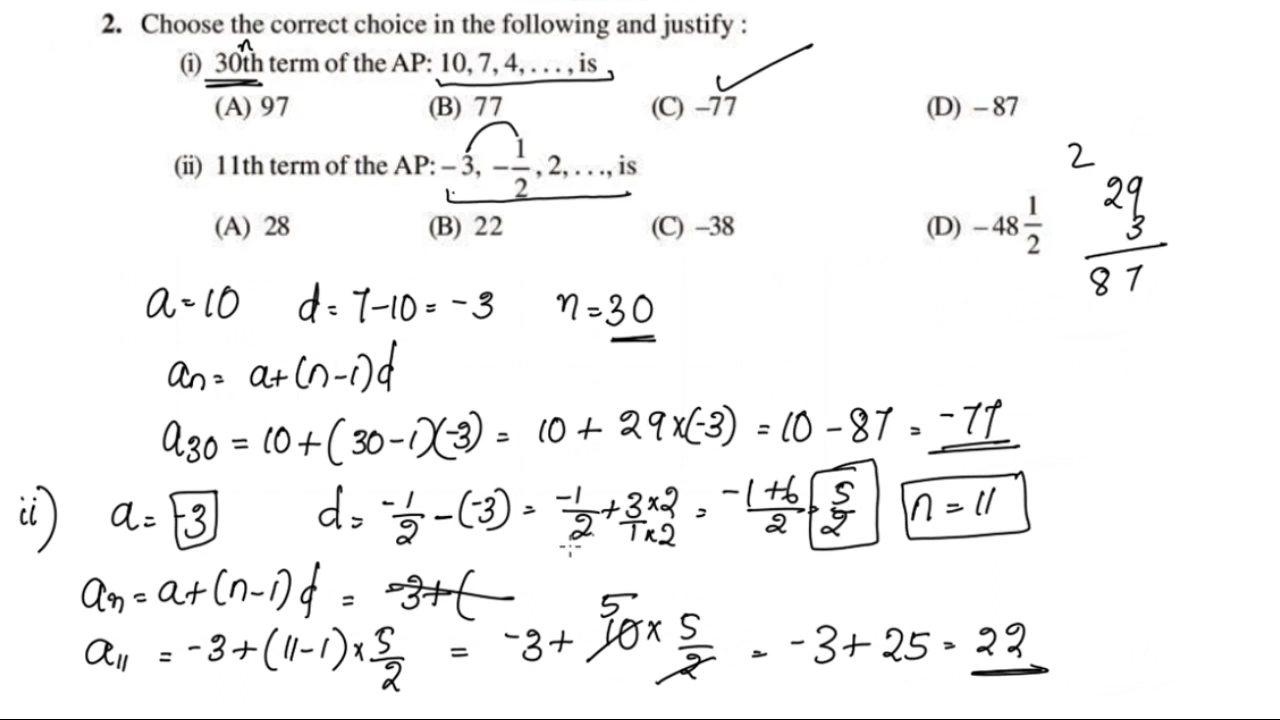 2. Choose the correct choice in the following and justify :
n
(i) 30th term of the AP: 10, 7, 4, . . . , is
(A) 97 (B) 77 (C) –77 (D) – 87
(ii) 11th term of the AP: – 3, –1/2, 2, . . ., is
(A) 28 (B) 22 (C) –38 (D) – 48 1/2
2
29
3
87
a = 10 d = 7-10 = -3 n = 30
an = a+(n-1)d
a30 = 10+(30-1)(-3) = 10 + 29×(-3) = 10 - 87 = -77
ii) a = -3 d = -1/2 - (-3) = -1/2 + 3×2/1×2 = -1+6/2 = 5/2 n = 11
an = a+(n-1)d = -3+(
5
a11 = -3+(11-1)×5/2 = -3+ 10 × 5/2 = -3+25 = 22